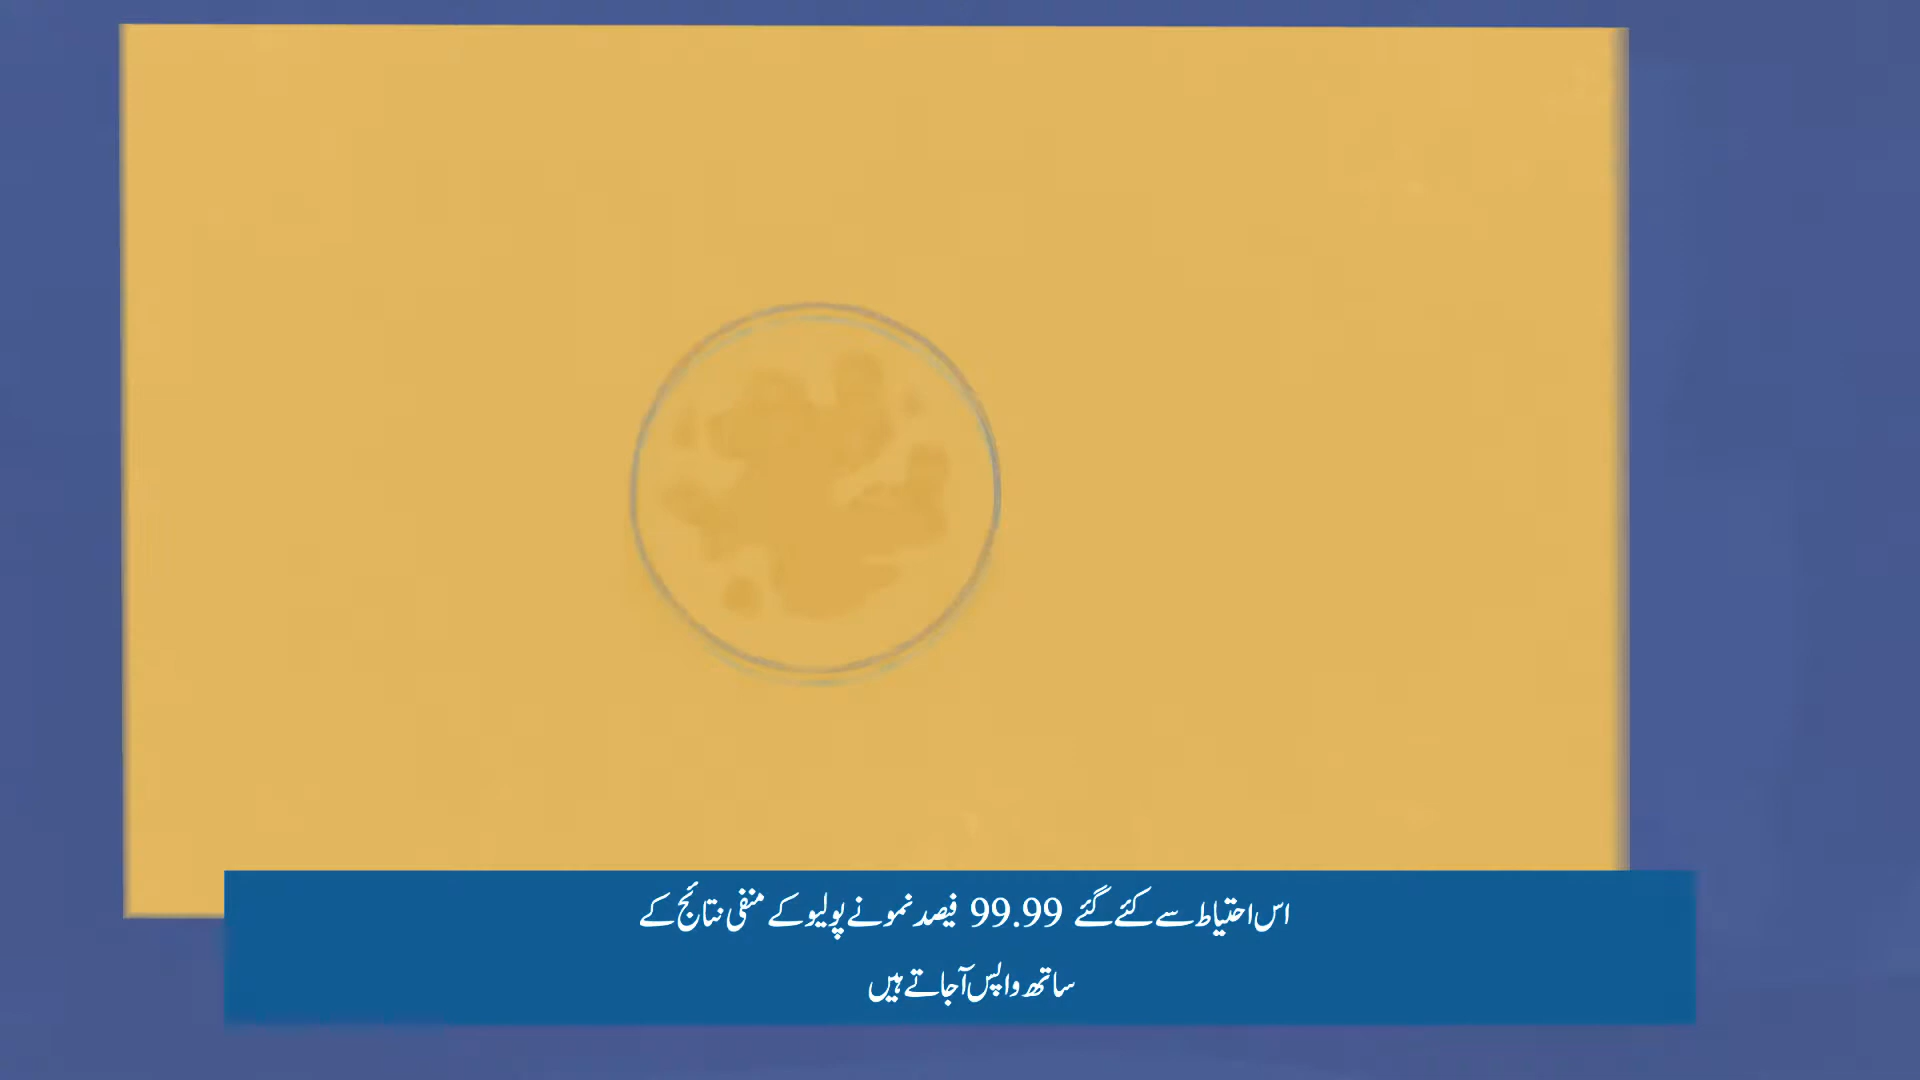 اس احتیاط سے کئے گئے 99.99 فیصد نمونے پولیو کے منفی نتائج کے
ساتھ واپس آجاتے ہیں